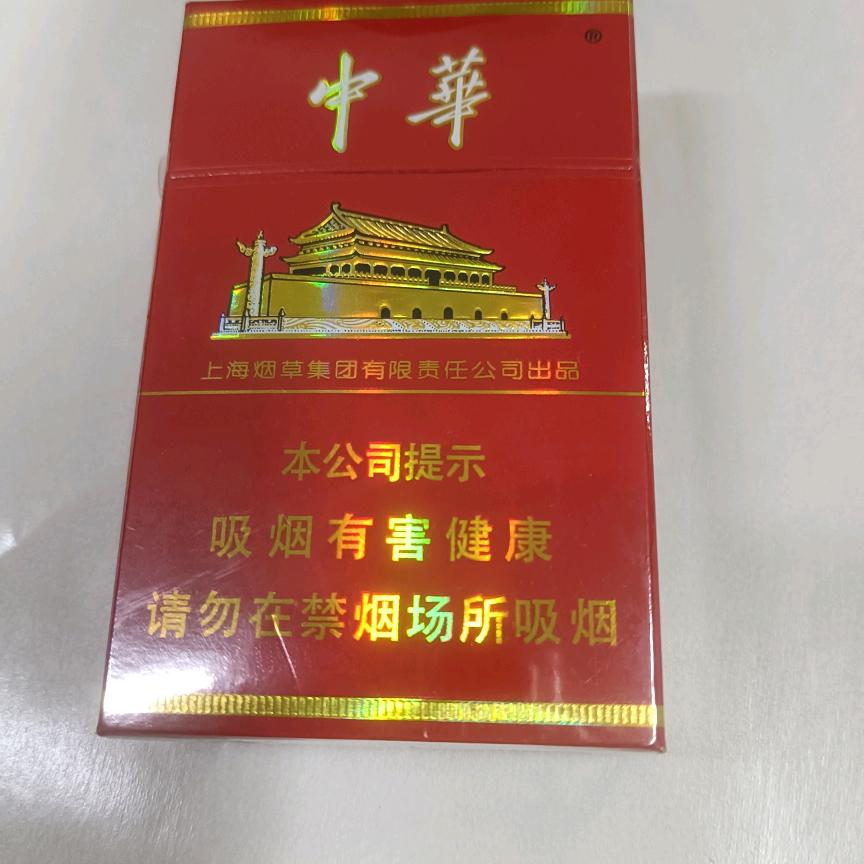 中華®
上海烟草集团有限责任公司出品
本公司提示
吸烟有害健康
请勿在禁烟场所吸烟